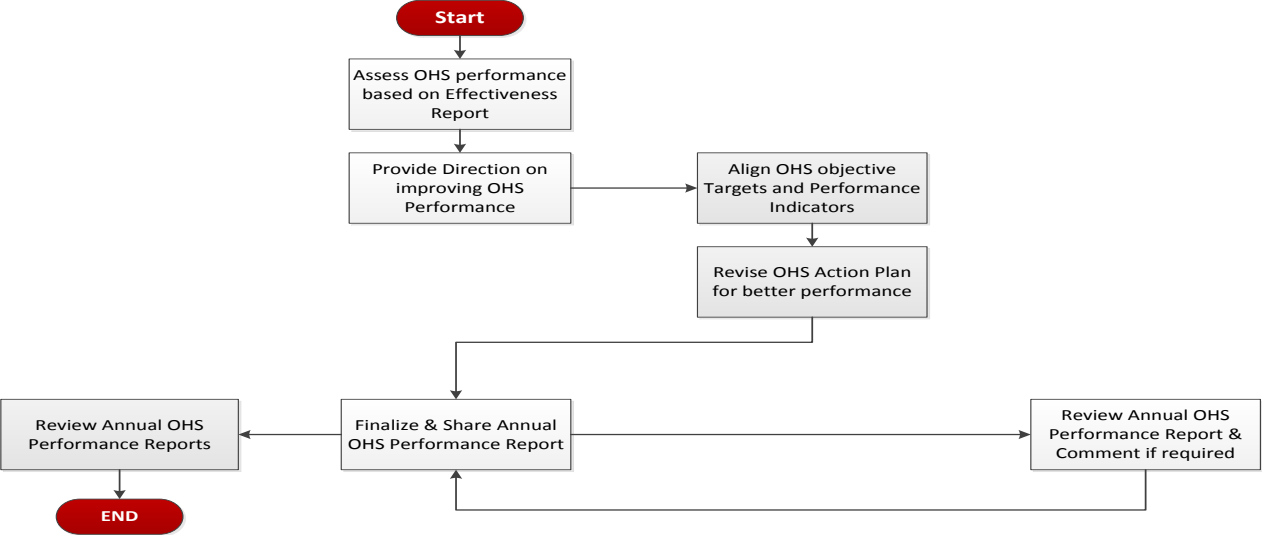 Start
Assess OHS performance
based on Effectiveness
Report
Provide Direction on
improving OHS
Performance
Align OHS objective
Targets and Performance
Indicators
Revise OHS Action Plan
for better performance
Review Annual OHS
Performance Reports
Finalize & Share Annual
OHS Performance Report
Review Annual OHS
Performance Report &
Comment if required
END